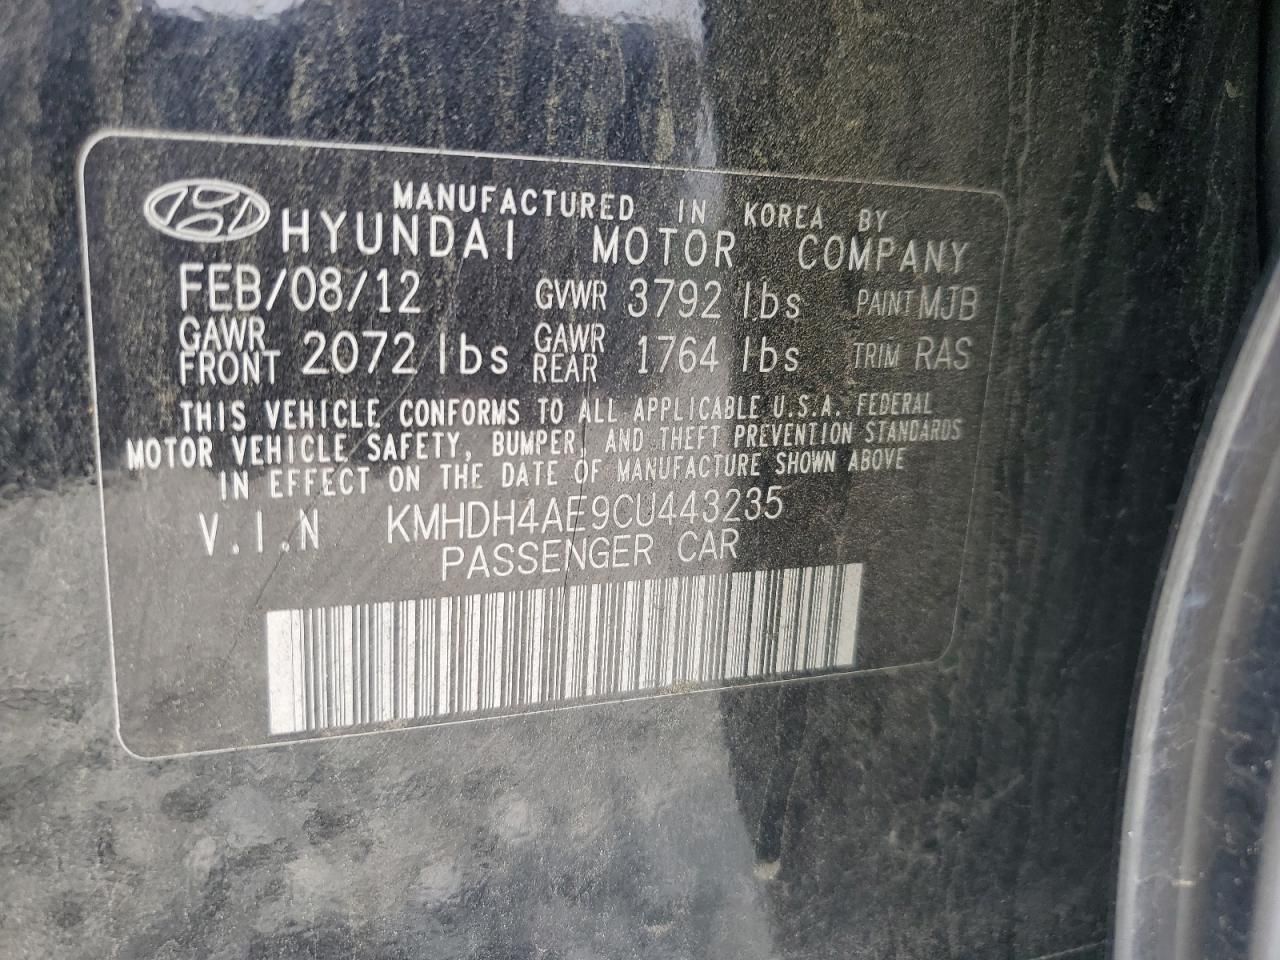 MANUFACTURED IN KOREA BY
HYUNDAI MOTOR COMPANY
FEB/08/12 GVWR 3792 lbs PAINT MJB
GAWR FRONT 2072 lbs GAWR REAR 1764 lbs TRIM RAS
THIS VEHICLE CONFORMS TO ALL APPLICABLE U.S.A. FEDERAL
MOTOR VEHICLE SAFETY, BUMPER, AND THEFT PREVENTION STANDARDS
IN EFFECT ON THE DATE OF MANUFACTURE SHOWN ABOVE
V.I.N KMHDH4AE9CU443235
PASSENGER CAR